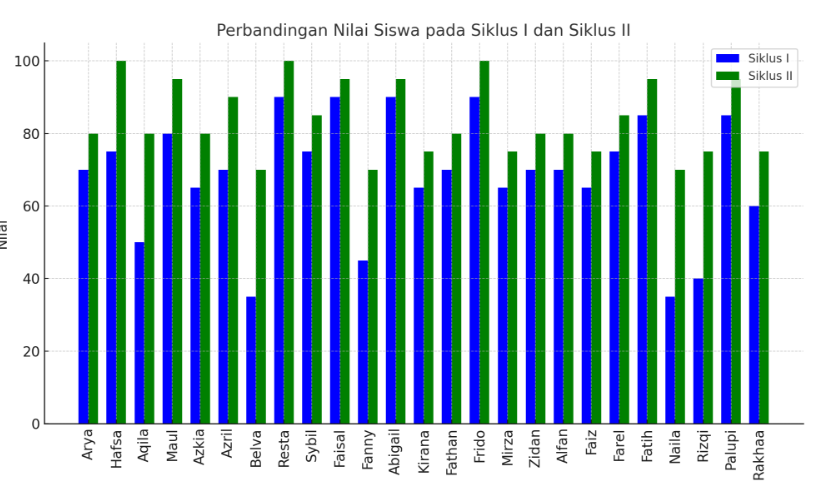 Perbandingan Nilai Siswa pada Siklus I dan Siklus II
Siklus I
Siklus II
Nilai
100
80
60
40
20
0
Arya
Hafsa
Aqila
Maul
Azkia
Azril
Belva
Resta
Sybil
Faisal
Fanny
Abigail
Kirana
Fathan
Frido
Mirza
Zidan
Alfan
Faiz
Farel
Fatih
Naila
Rizqi
Palupi
Rakhaa